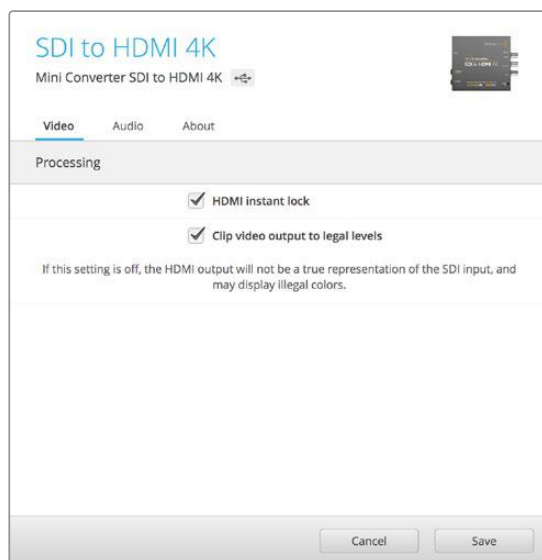 SDI to HDMI 4K
Mini Converter SDI to HDMI 4K
Video Audio About
Processing
HDMI instant lock
Clip video output to legal levels
If this setting is off, the HDMI output will not be a true representation of the SDI input, and
may display illegal colors.
Cancel Save